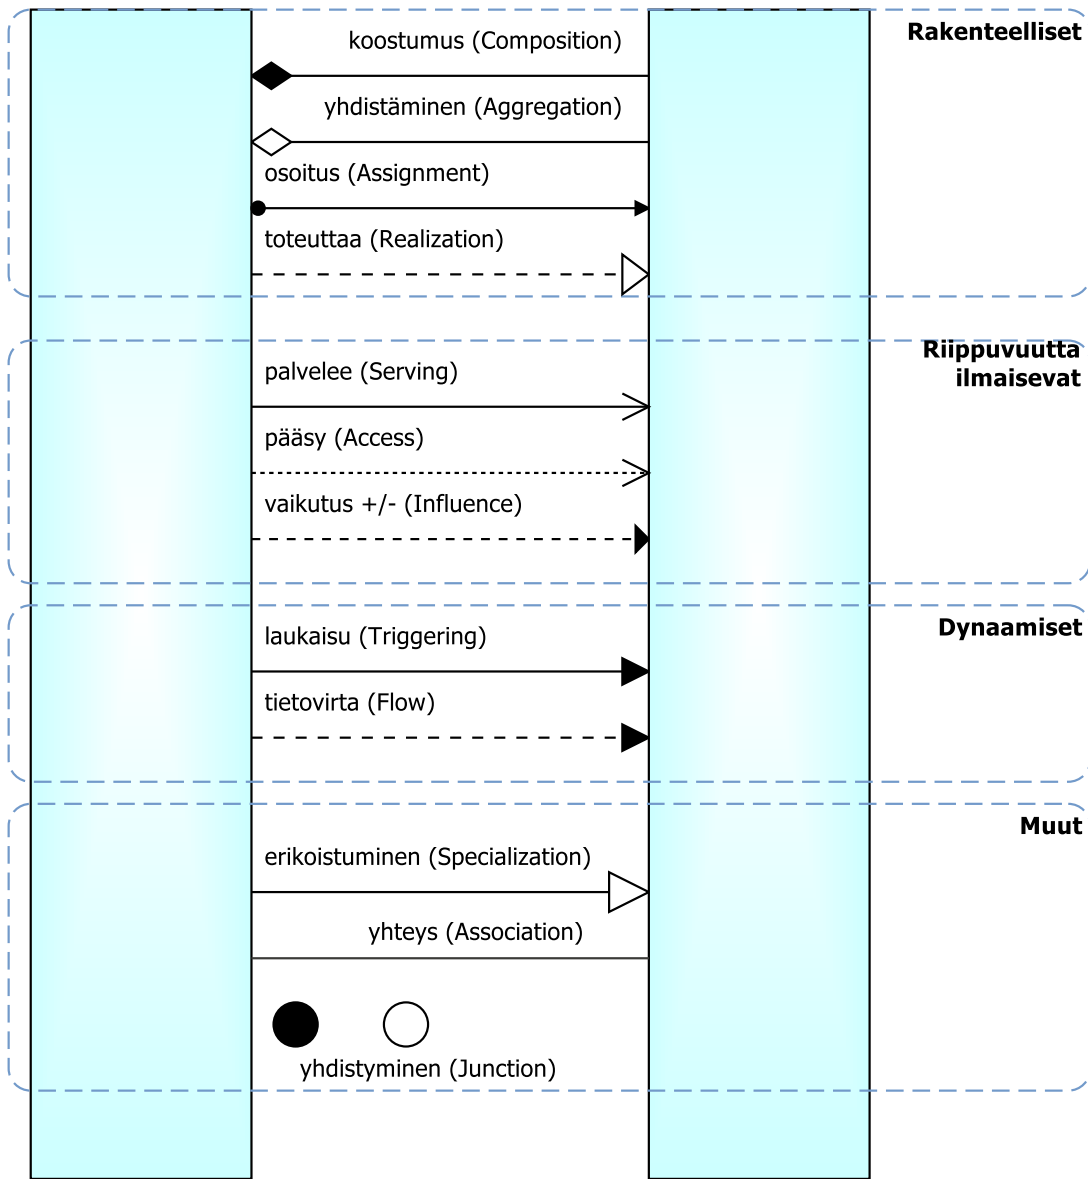 Rakenteelliset
koostumus (Composition)
yhdistäminen (Aggregation)
osoitus (Assignment)
toteuttaa (Realization)
Riippuvuutta
ilmaisevat
palvelee (Serving)
pääsy (Access)
vaikutus +/- (Influence)
Dynaamiset
laukaisu (Triggering)
tietovirta (Flow)
Muut
erikoistuminen (Specialization)
yhteys (Association)
yhdistyminen (Junction)